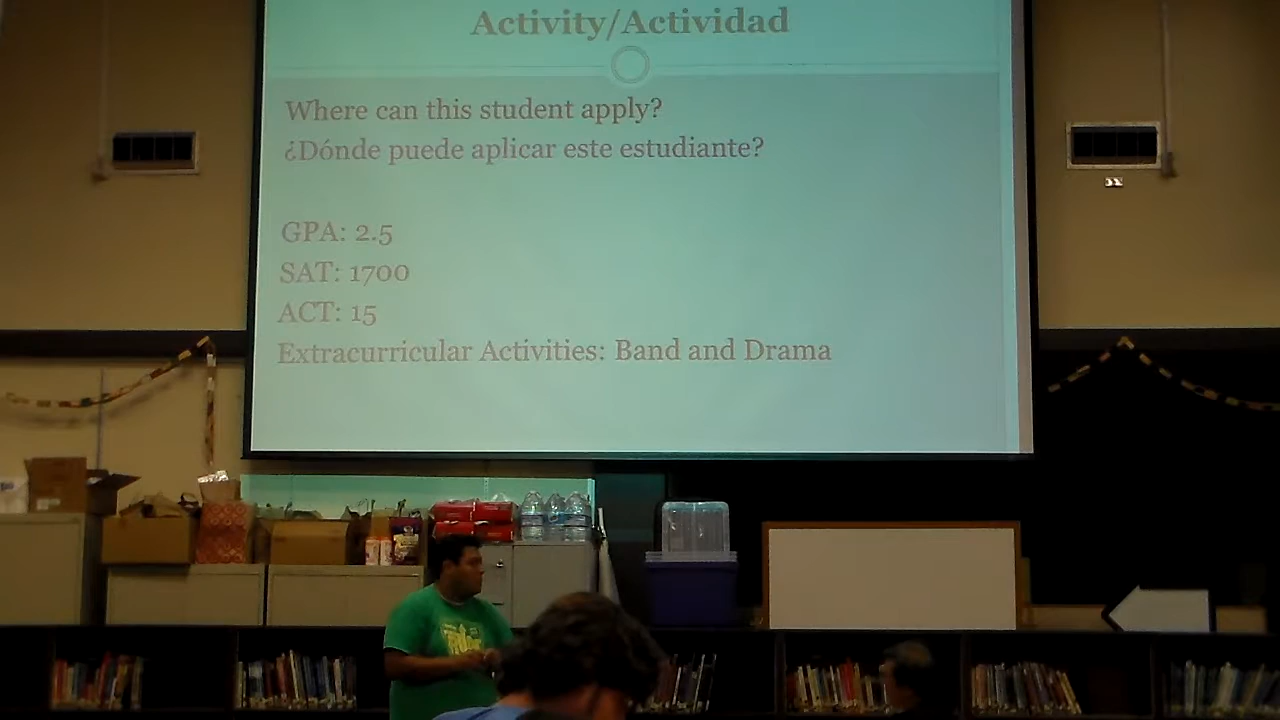 Activity/Actividad
Where can this student apply?
¿Dónde puede aplicar este estudiante?
GPA: 2.5
SAT: 1700
ACT: 15
Extracurricular Activities: Band and Drama